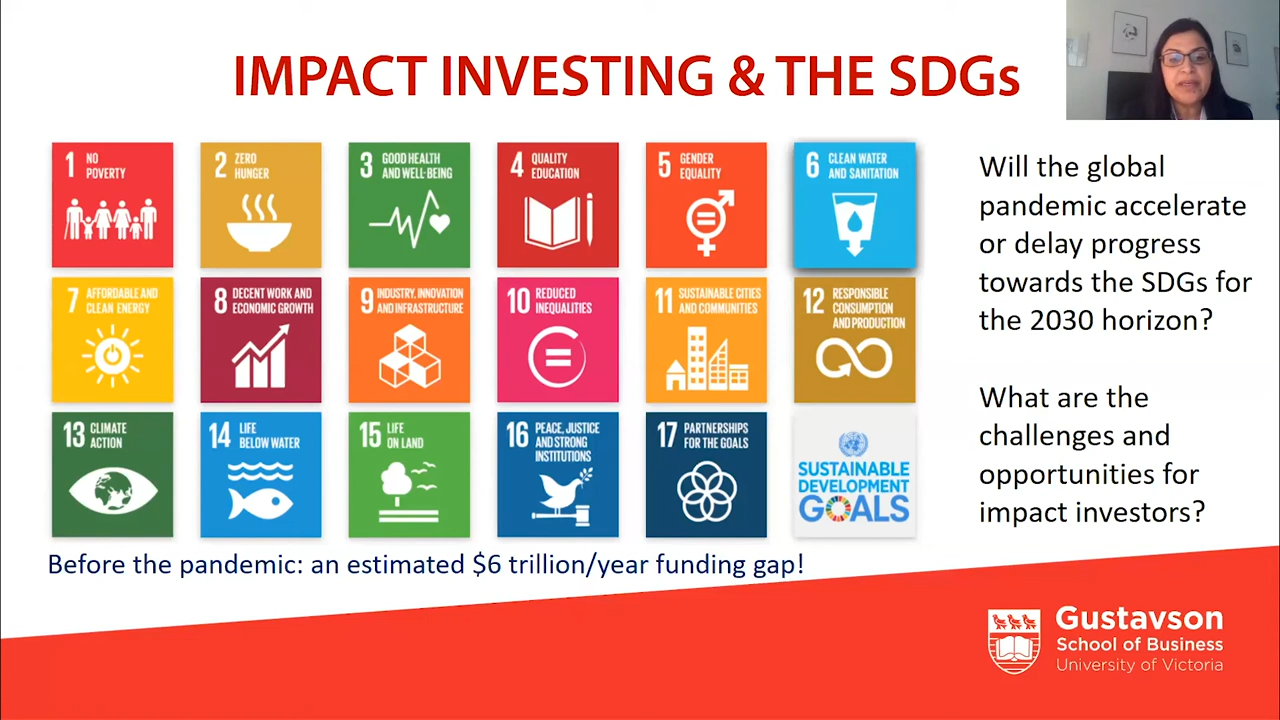 IMPACT INVESTING & THE SDGs
1 NO
POVERTY
2 ZERO
HUNGER
3 GOOD HEALTH
AND WELL-BEING
4 QUALITY
EDUCATION
5 GENDER
EQUALITY
6 CLEAN WATER
AND SANITATION
7 AFFORDABLE AND
CLEAN ENERGY
8 DECENT WORK AND
ECONOMIC GROWTH
9 INDUSTRY, INNOVATION
AND INFRASTRUCTURE
10 REDUCED
INEQUALITIES
11 SUSTAINABLE CITIES
AND COMMUNITIES
12 RESPONSIBLE
CONSUMPTION
AND PRODUCTION
13 CLIMATE
ACTION
14 LIFE
BELOW WATER
15 LIFE
ON LAND
16 PEACE, JUSTICE
AND STRONG
INSTITUTIONS
17 PARTNERSHIPS
FOR THE GOALS
SUSTAINABLE
DEVELOPMENT
GOALS
Before the pandemic: an estimated $6 trillion/year funding gap!
Will the global
pandemic accelerate
or delay progress
towards the SDGs for
the 2030 horizon?
What are the
challenges and
opportunities for
impact investors?
Gustavson
School of Business
University of Victoria